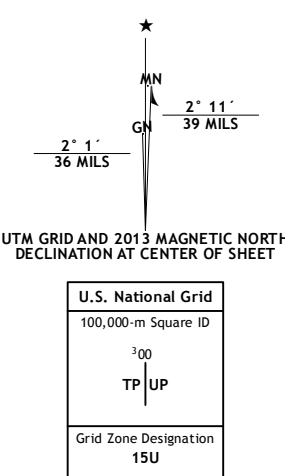 ★
MN
GN
2° 11´
39 MILS
2° 1´
36 MILS
UTM GRID AND 2013 MAGNETIC NORTH
DECLINATION AT CENTER OF SHEET
U.S. National Grid
100,000-m Square ID
³00
TP UP
Grid Zone Designation
15U